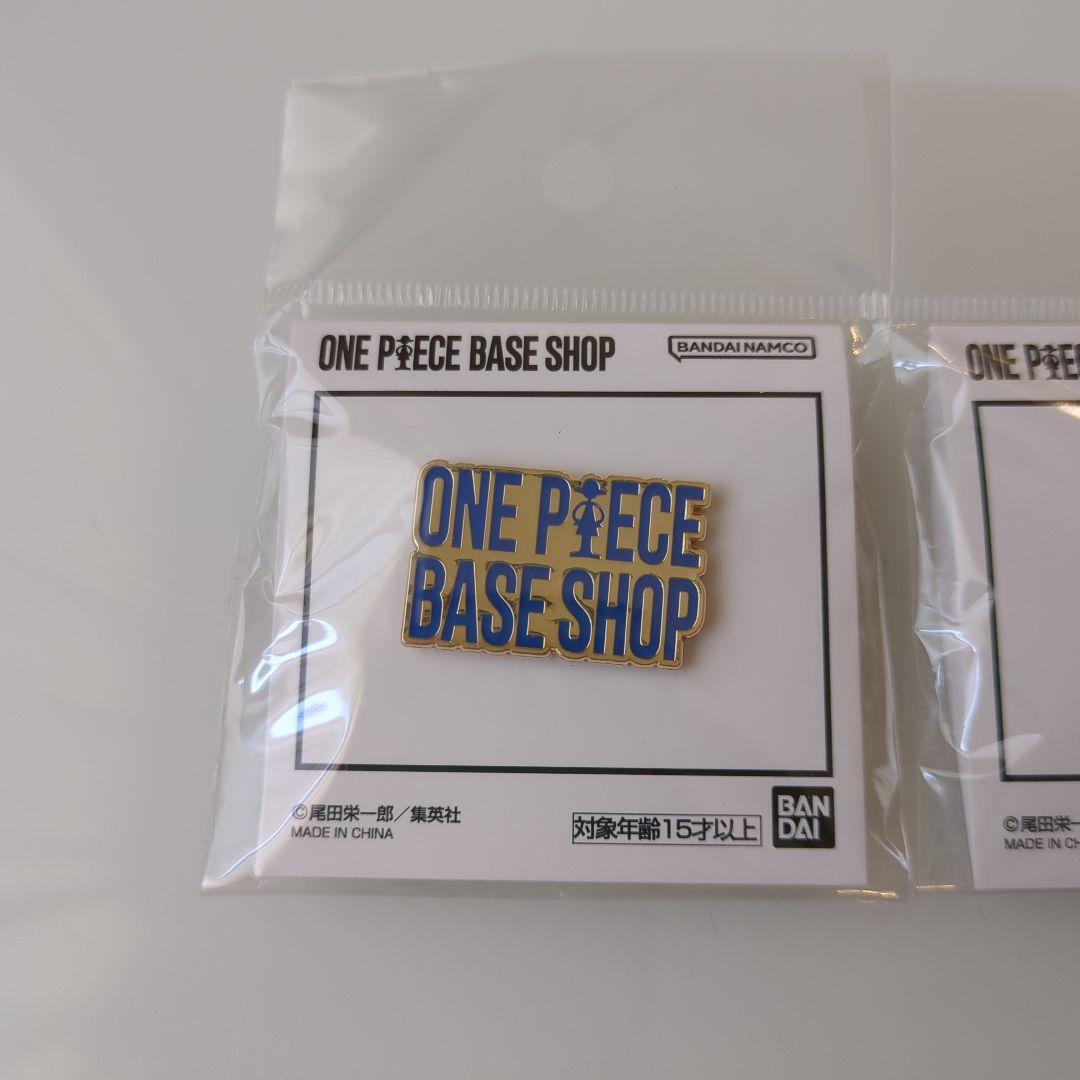 ONE PIECE BASE SHOP
BANDAI NAMCO
ONE PIECE
BASE SHOP
©尾田栄一郎/集英社
MADE IN CHINA
対象年齢15才以上
BAN
DAI
ONE PIE
©尾田栄一
MADE IN CH